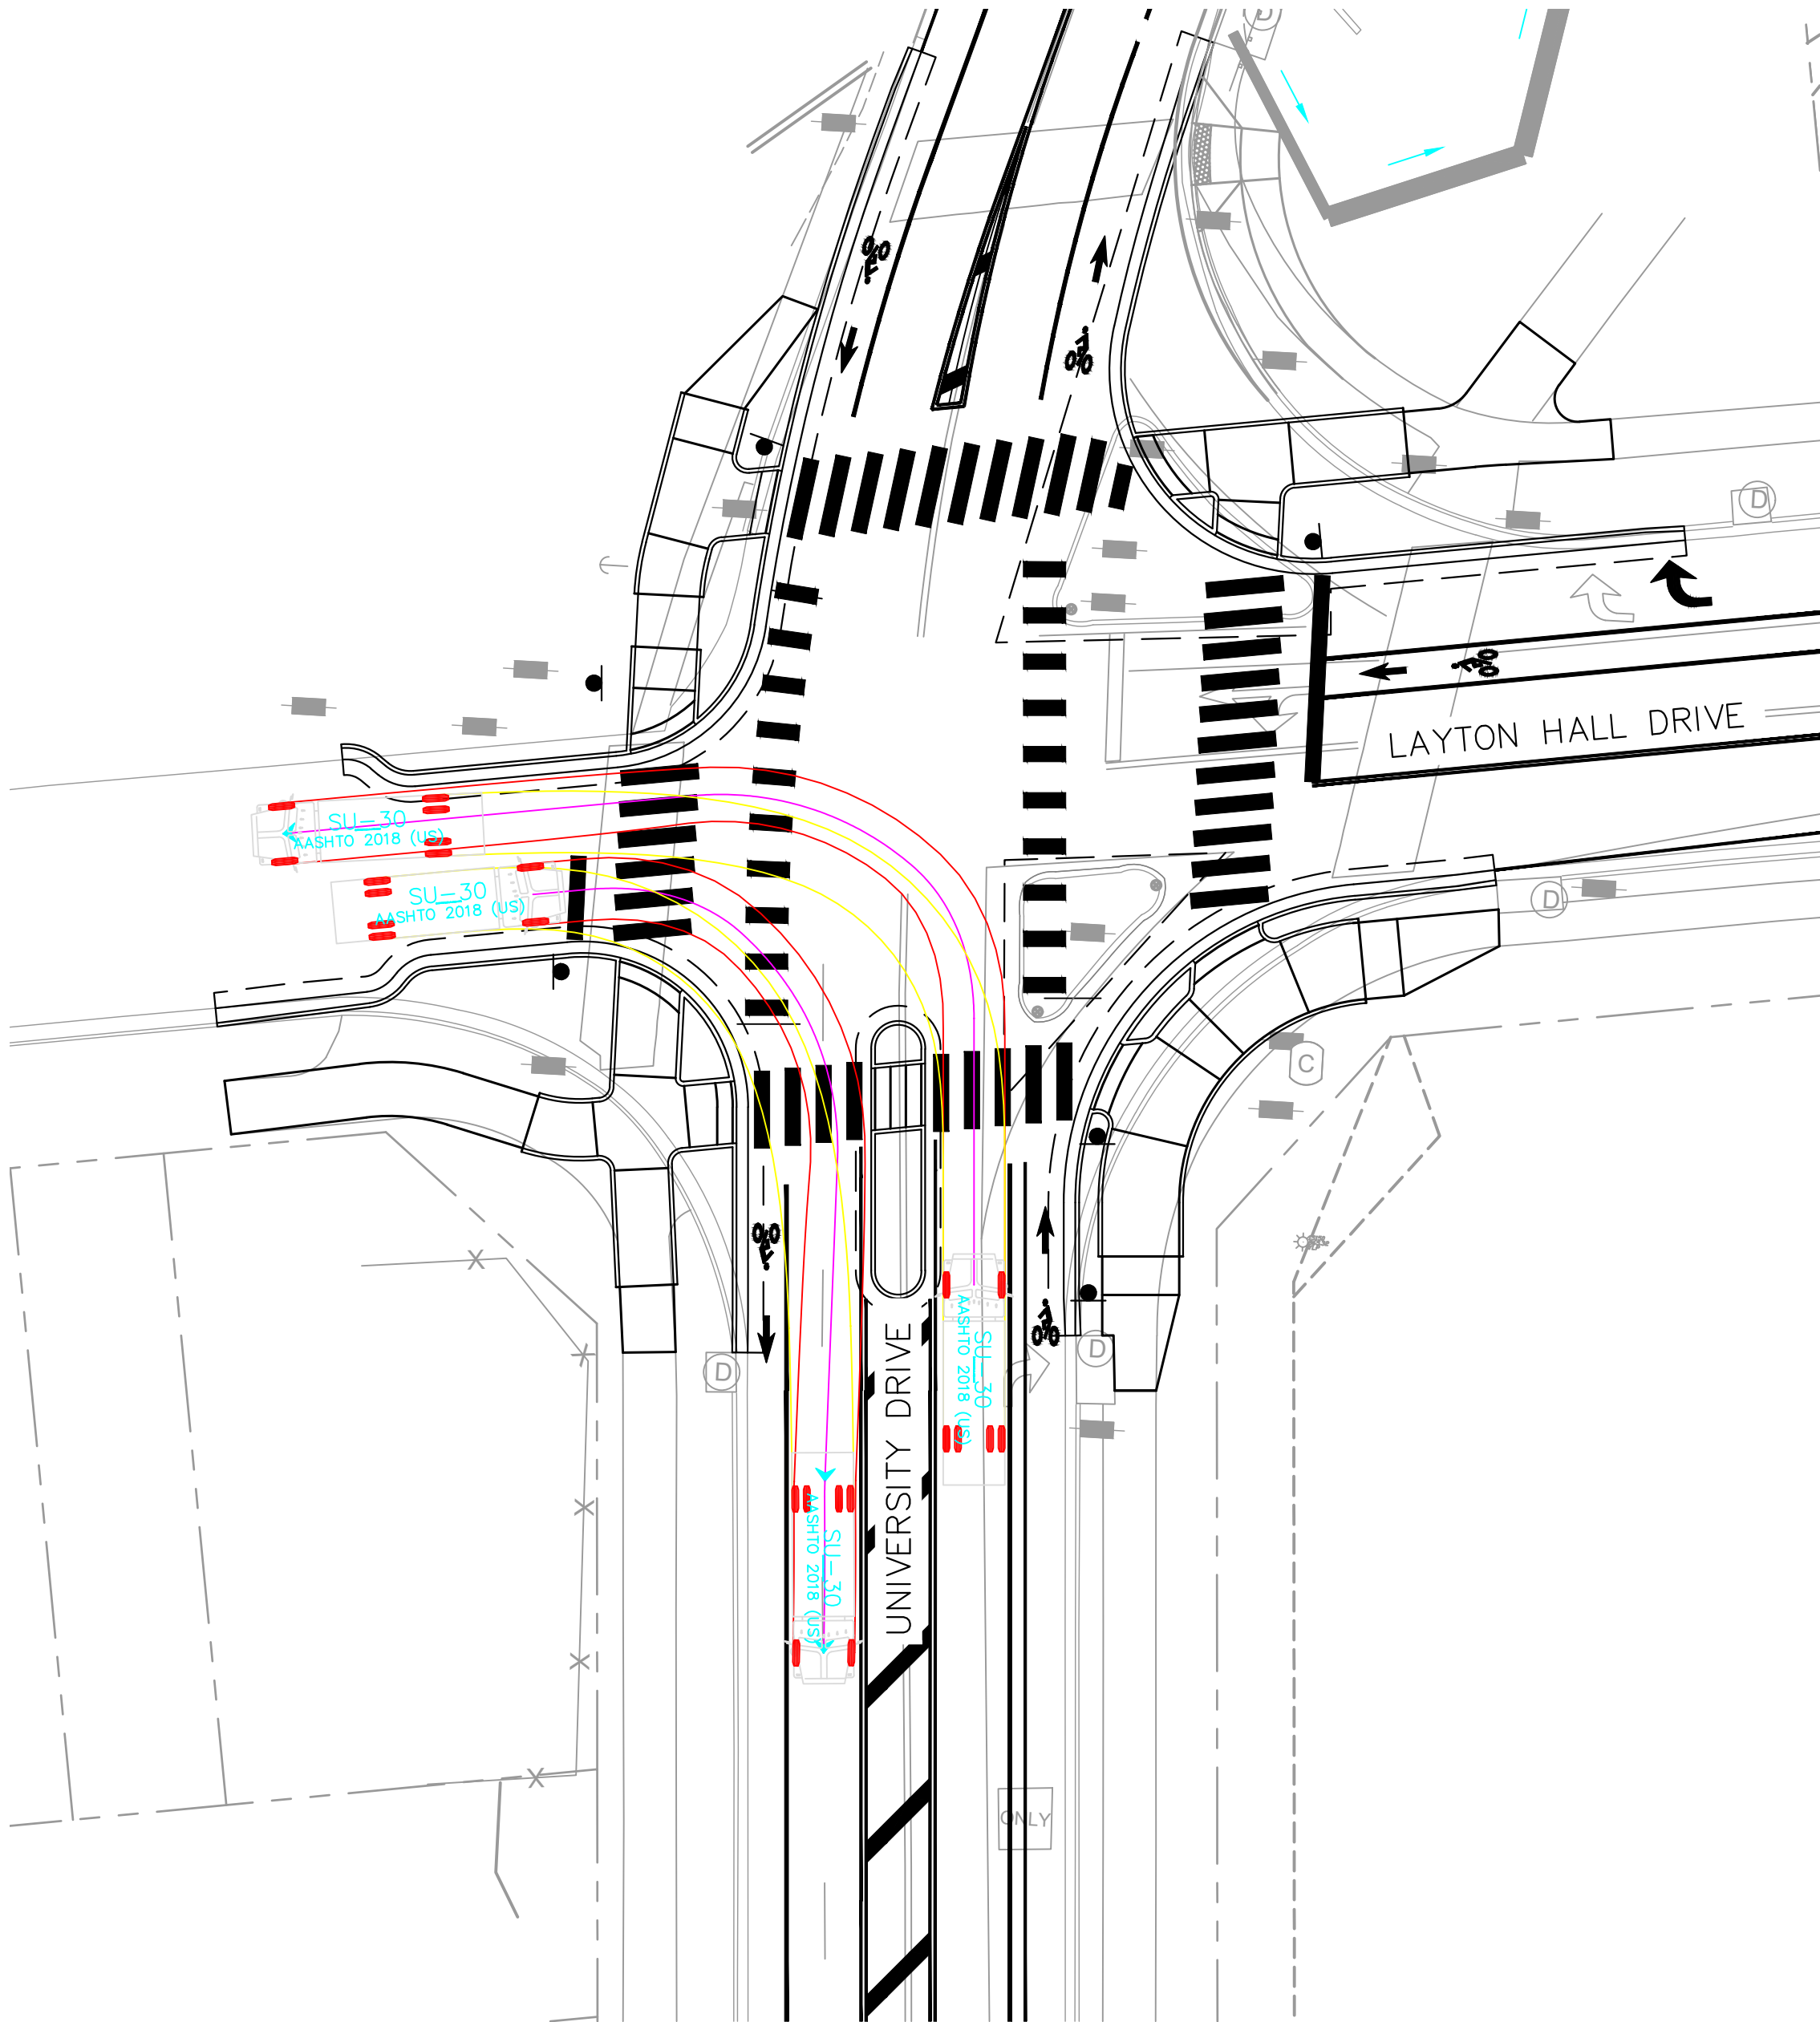 D
D
LAYTON HALL DRIVE
SU-30
AASHTO 2018 (US)
SU-30
AASHTO 2018 (US)
D
C
X
D
D
SU-30
AASHTO 2018 (US)
UNIVERSITY DRIVE
X
X
SU-30
AASHTO 2018 (US)
X
X
ONLY